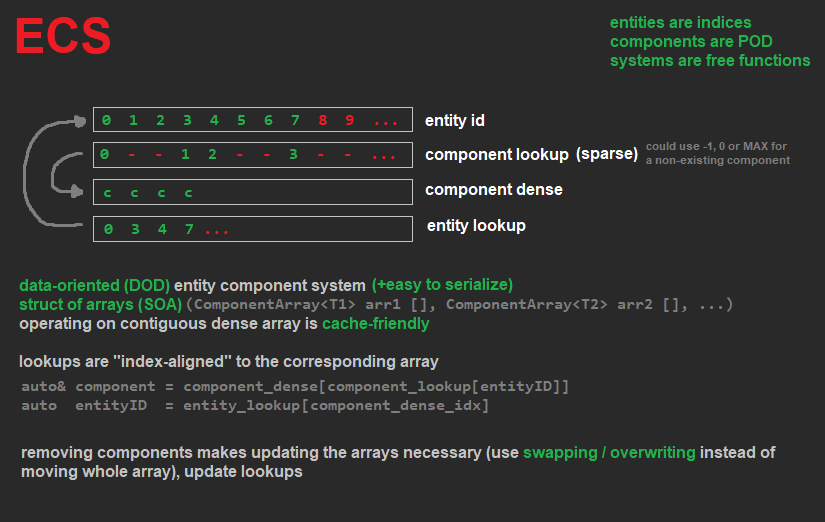 ECS
entities are indices
components are POD
systems are free functions
0 1 2 3 4 5 6 7 8 9 ... entity id
0 - - 1 2 - - 3 - - ... component lookup (sparse) could use -1, 0 or MAX for
a non-existing component
c c c c component dense
0 3 4 7 ... entity lookup
data-oriented (DOD) entity component system (+easy to serialize)
struct of arrays (SOA) (ComponentArray<T1> arr1 [], ComponentArray<T2> arr2 [], ...)
operating on contiguous dense array is cache-friendly
lookups are "index-aligned" to the corresponding array
auto& component = component_dense[component_lookup[entityID]]
auto  entityID  = entity_lookup[component_dense_idx]
removing components makes updating the arrays necessary (use swapping / overwriting instead of
moving whole array), update lookups